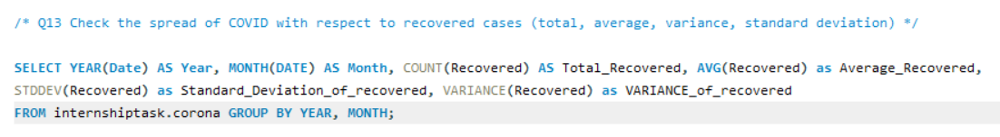 /* Q13 Check the spread of COVID with respect to recovered cases (total, average, variance, standard deviation) */
SELECT YEAR(Date) AS Year, MONTH(DATE) AS Month, COUNT(Recovered) AS Total_Recovered, AVG(Recovered) as Average_Recovered,
STDDEV(Recovered) as Standard_Deviation_of_recovered, VARIANCE(Recovered) as VARIANCE_of_recovered
FROM internshiptask.corona GROUP BY YEAR, MONTH;